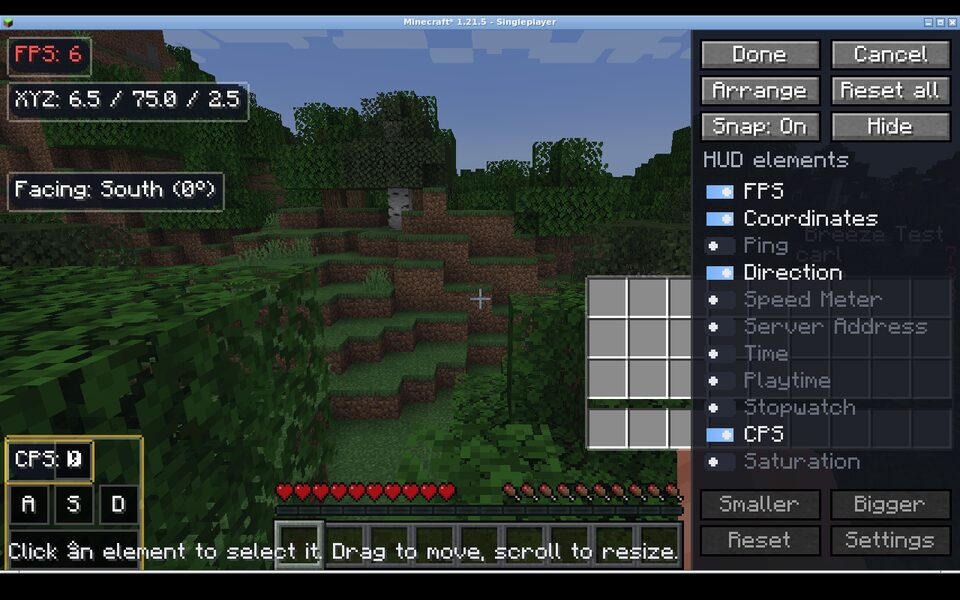 Minecraft* 1.21.5 - Singleplayer
FPS: 6
XYZ: 6.5 / 75.0 / 2.5
Facing: South (0°)
Done
Cancel
Arrange
Reset all
Snap: On
Hide
HUD elements
FPS
Coordinates
Breeze Test
Ping
carl
Direction
Speed Meter
Server Address
Time
Playtime
Stopwatch
CPS
Saturation
CPS: 0
A S D
Smaller
Bigger
Reset
Settings
Click an element to select it. Drag to move, scroll to resize.